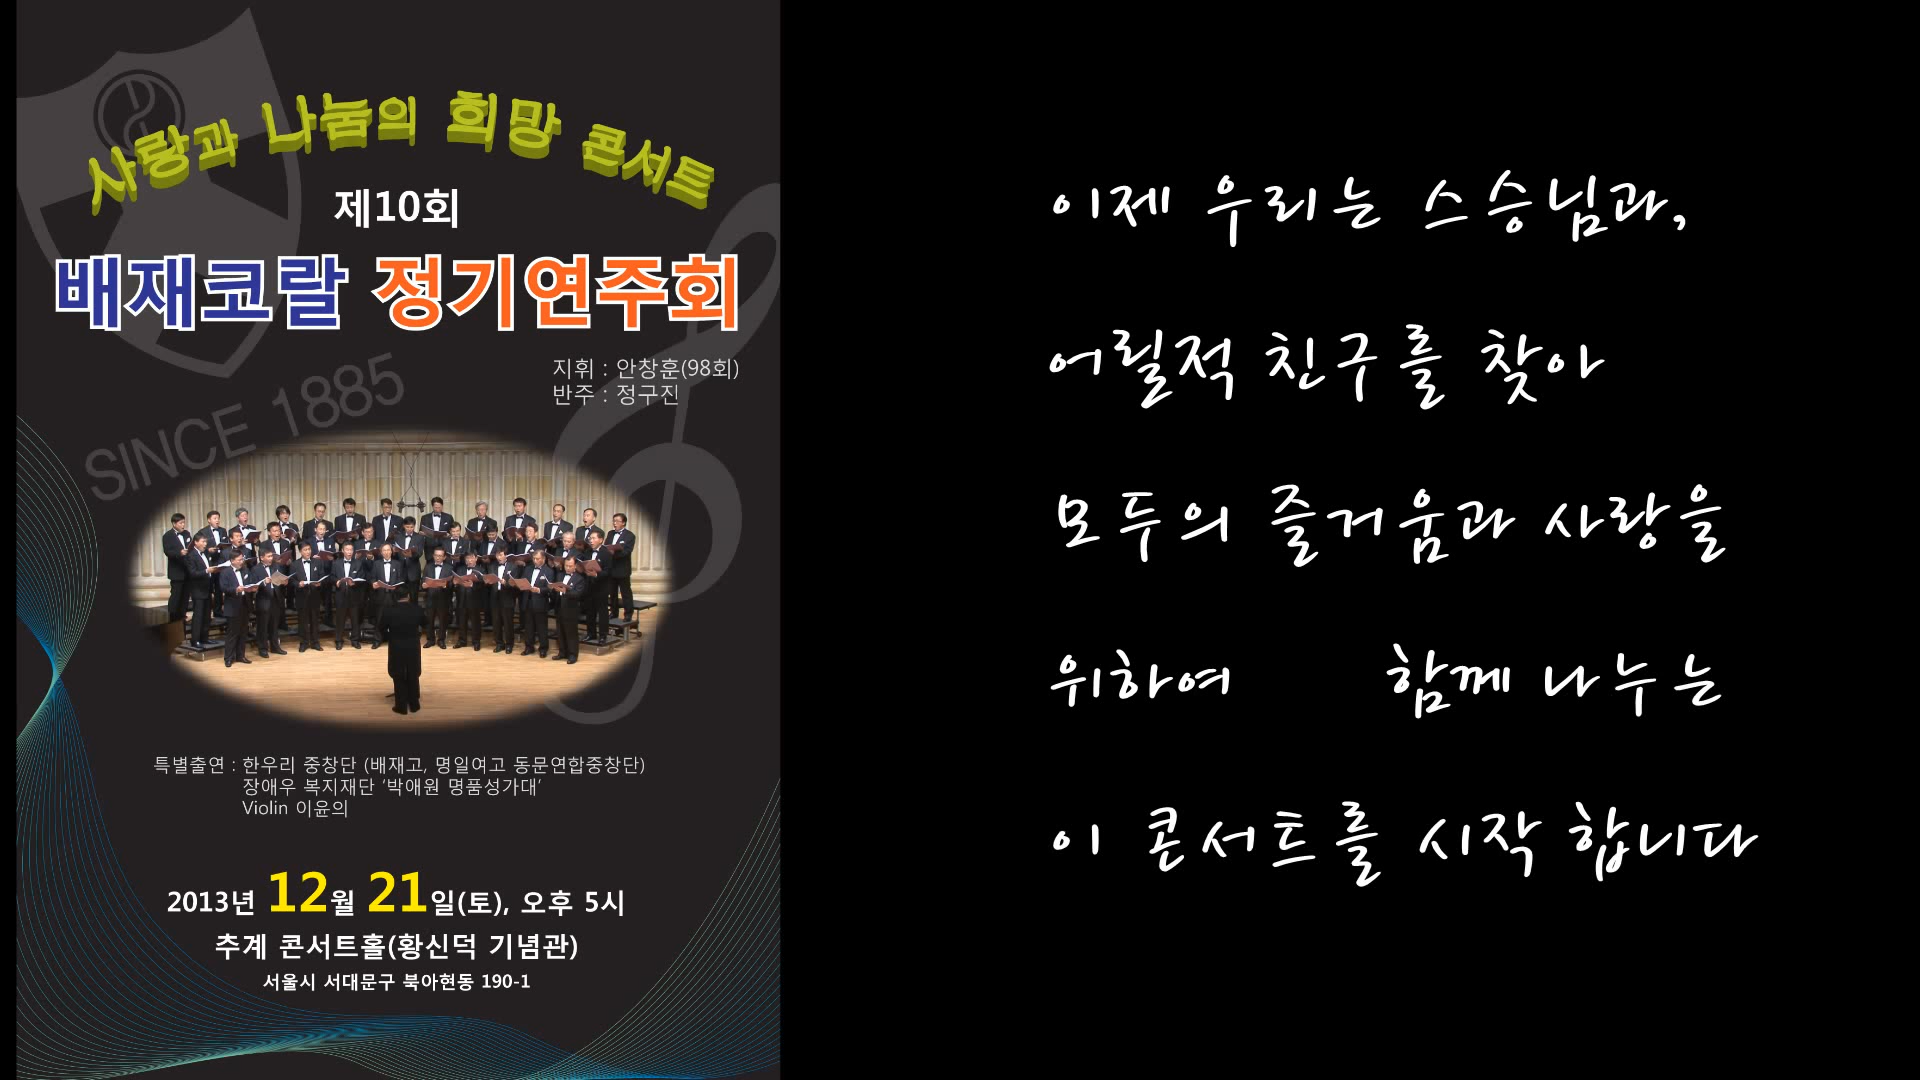 사랑과 나눔의 희망 콘서트
제10회
배재코랄 정기연주회
지휘 : 안창훈(98회)
반주 : 정구진
SINCE 1885
특별출연 : 한우리 중창단 (배재고, 명일여고 동문연합중창단)
장애우 복지재단 '박애원 명품성가대'
Violin 이윤의
2013년 12월 21일(토), 오후 5시
추계 콘서트홀(황신덕 기념관)
서울시 서대문구 북아현동 190-1
이제 우리는 스승님과,
어릴적 친구를 찾아
모두의 즐거움과 사랑을
위하여 함께 나누는
이 콘서트를 시작 합니다